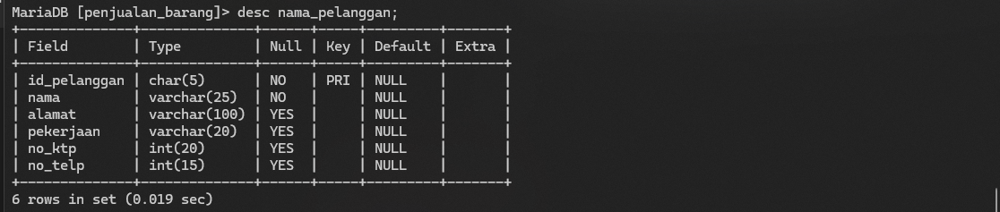 MariaDB [penjualan_barang]> desc nama_pelanggan;
+--------------+--------------+------+-----+---------+-------+
| Field        | Type         | Null | Key | Default | Extra |
+--------------+--------------+------+-----+---------+-------+
| id_pelanggan | char(5)      | NO   | PRI | NULL    |       |
| nama         | varchar(25)  | NO   |     | NULL    |       |
| alamat       | varchar(100) | YES  |     | NULL    |       |
| pekerjaan    | varchar(20)  | YES  |     | NULL    |       |
| no_ktp       | int(20)      | YES  |     | NULL    |       |
| no_telp      | int(15)      | YES  |     | NULL    |       |
+--------------+--------------+------+-----+---------+-------+
6 rows in set (0.019 sec)